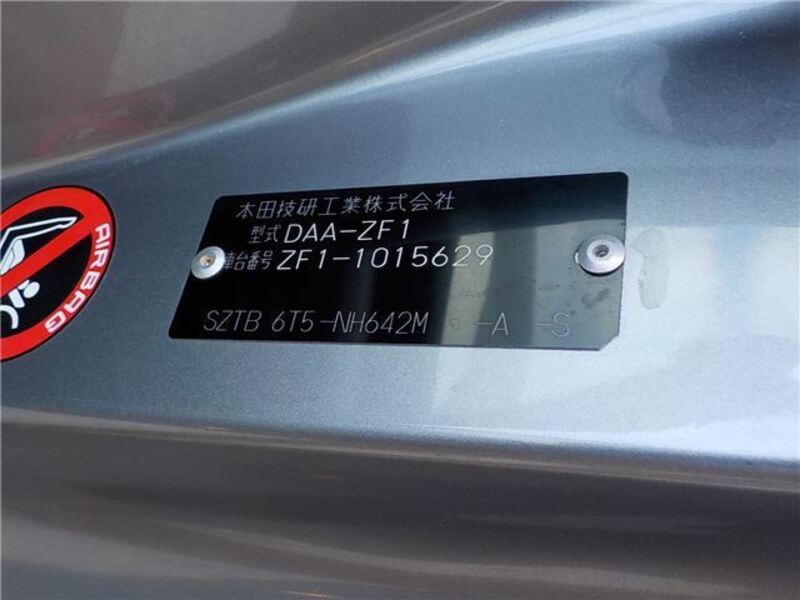 AIRBAG
本田技研工業株式会社
型式 DAA-ZF1
車台番号 ZF1-1015629
SZTB 6T5-NH642M -A -S